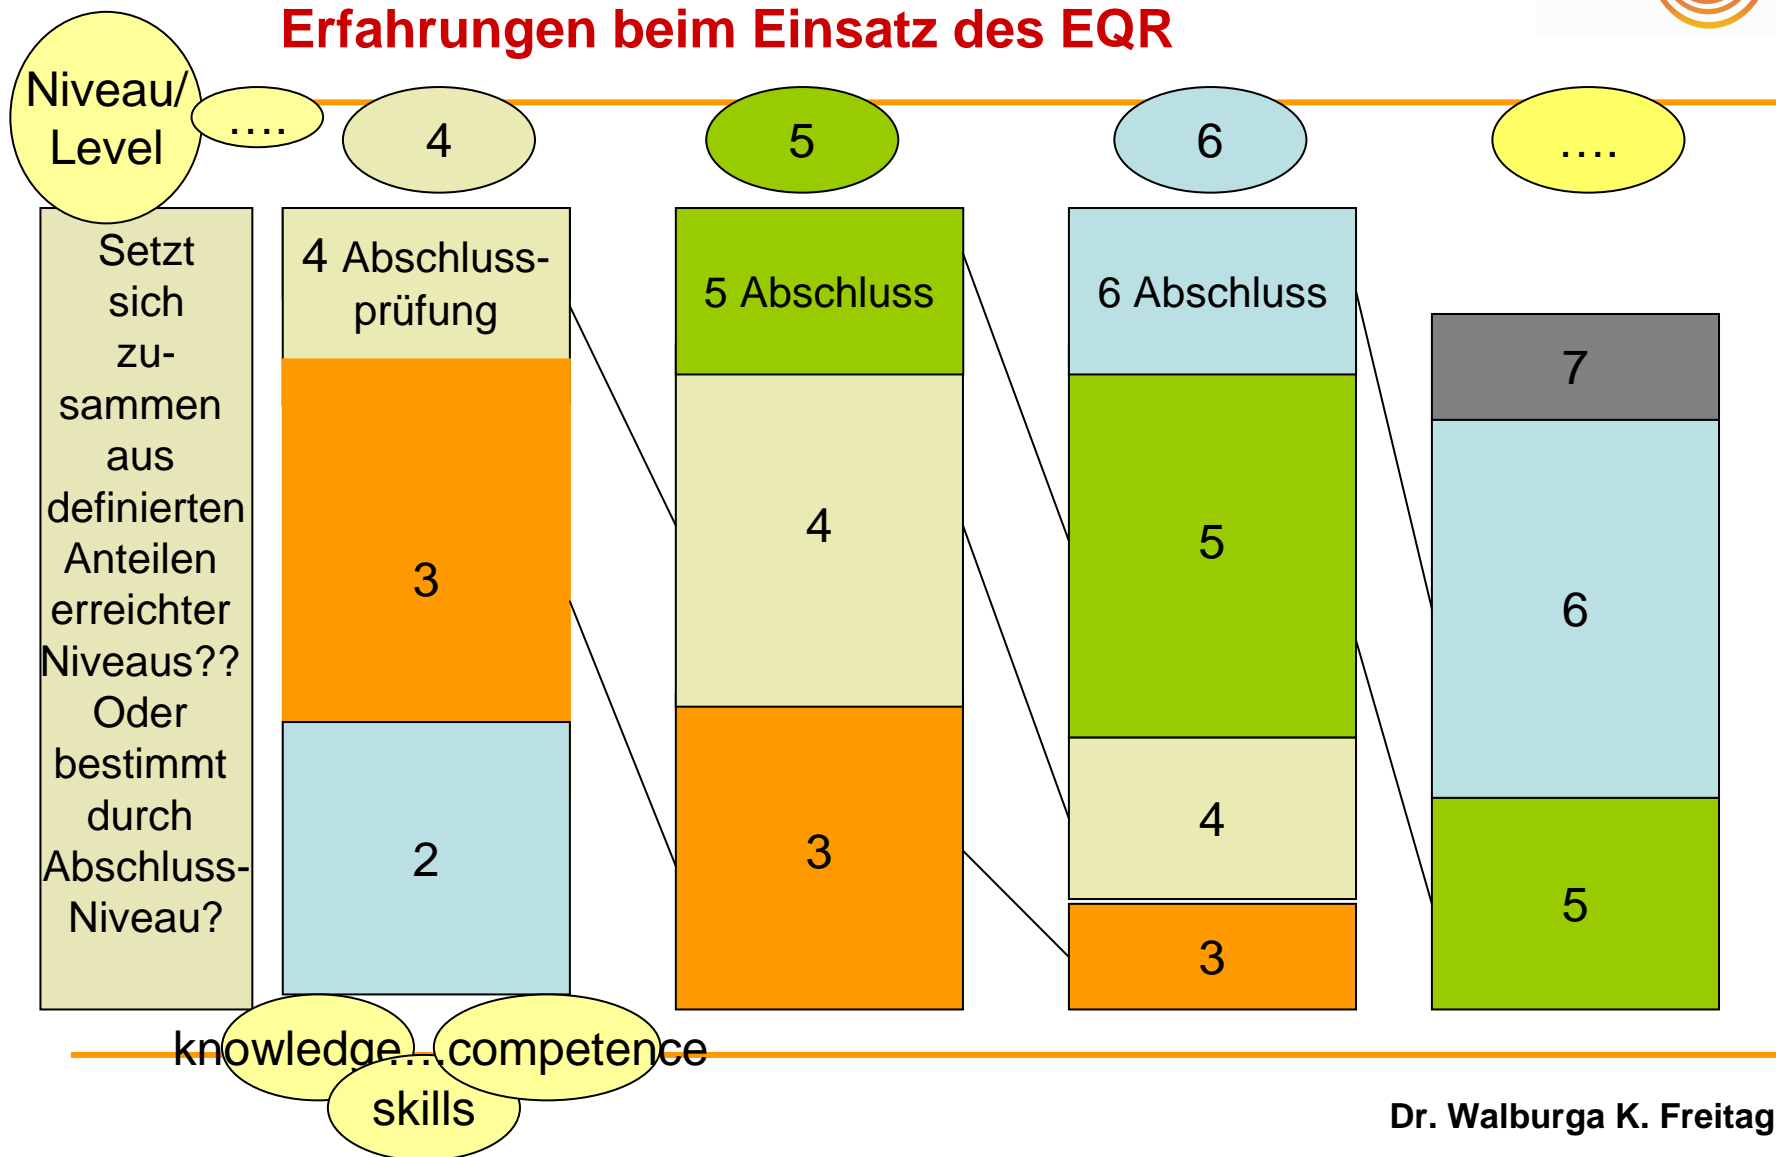 Erfahrungen beim Einsatz des EQR
Niveau/
Level
....
4
5
6
....
Setzt
sich
zu-
sammen
aus
definierten
Anteilen
erreichter
Niveaus??
Oder
bestimmt
durch
Abschluss-
Niveau?
4 Abschluss-
prüfung
3
2
5 Abschluss
4
3
6 Abschluss
5
4
3
7
6
5
knowledge....competence
skills
Dr. Walburga K. Freitag